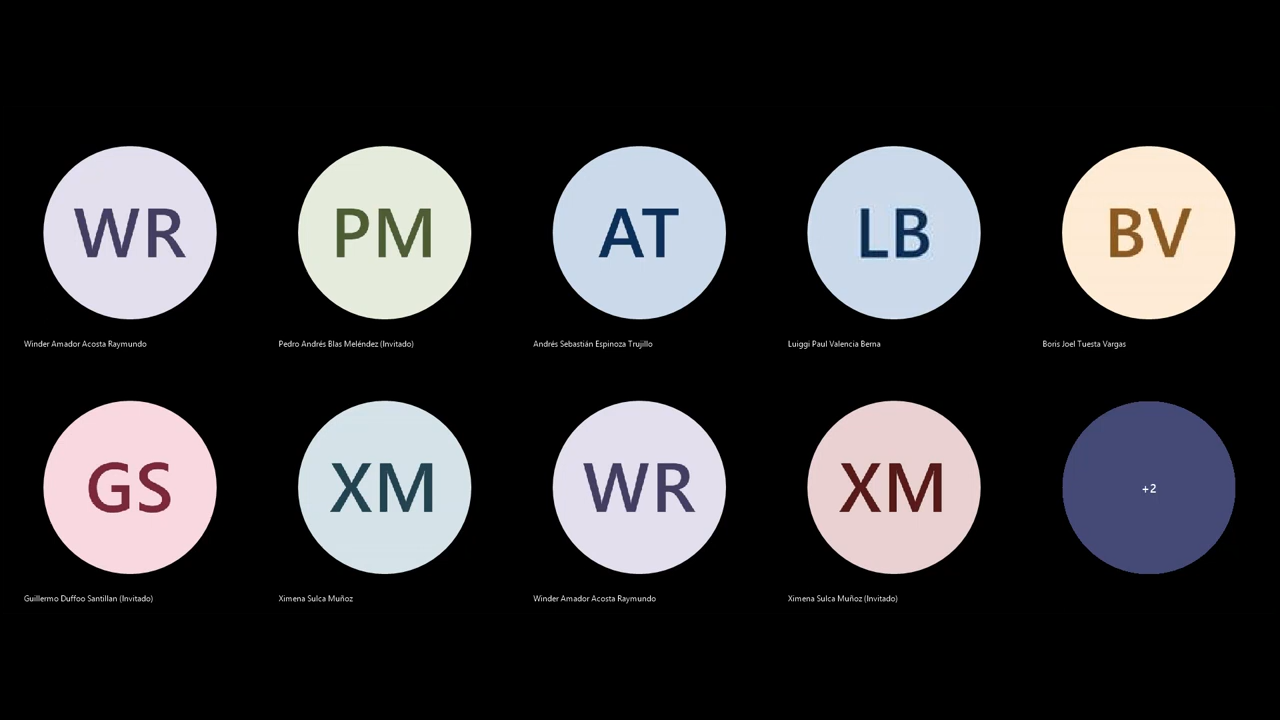 WR
PM
AT
LB
BV
Winder Amador Acosta Raymundo
Pedro Andrés Blas Meléndez (Invitado)
Andrés Sebastián Espinoza Trujillo
Luiggi Paul Valencia Berna
Boris Joel Tuesta Vargas
GS
XM
WR
XM
+2
Guillermo Duffoo Santillan (Invitado)
Ximena Sulca Muñoz
Winder Amador Acosta Raymundo
Ximena Sulca Muñoz (Invitado)